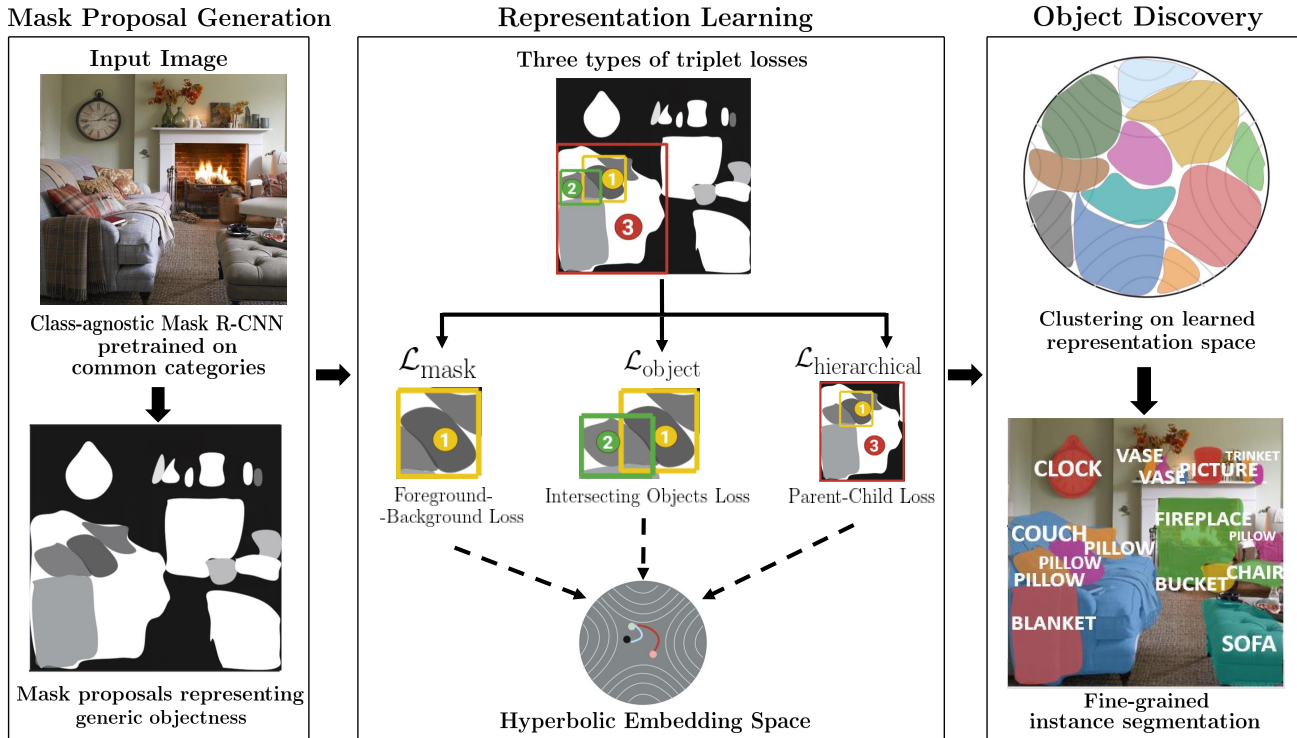 Mask Proposal Generation
Input Image
Class-agnostic Mask R-CNN
pretrained on
common categories
Mask proposals representing
generic objectness
Representation Learning
Three types of triplet losses
1
2
3
ℒmask
ℒobject
ℒhierarchical
1
2
1
1
3
Foreground-
-Background Loss
Intersecting Objects Loss
Parent-Child Loss
Hyperbolic Embedding Space
Object Discovery
Clustering on learned
representation space
CLOCK
VASE
VASE
PICTURE
TRINKET
FIREPLACE
PILLOW
COUCH
PILLOW
PILLOW
PILLOW
BUCKET
CHAIR
BLANKET
SOFA
Fine-grained
instance segmentation